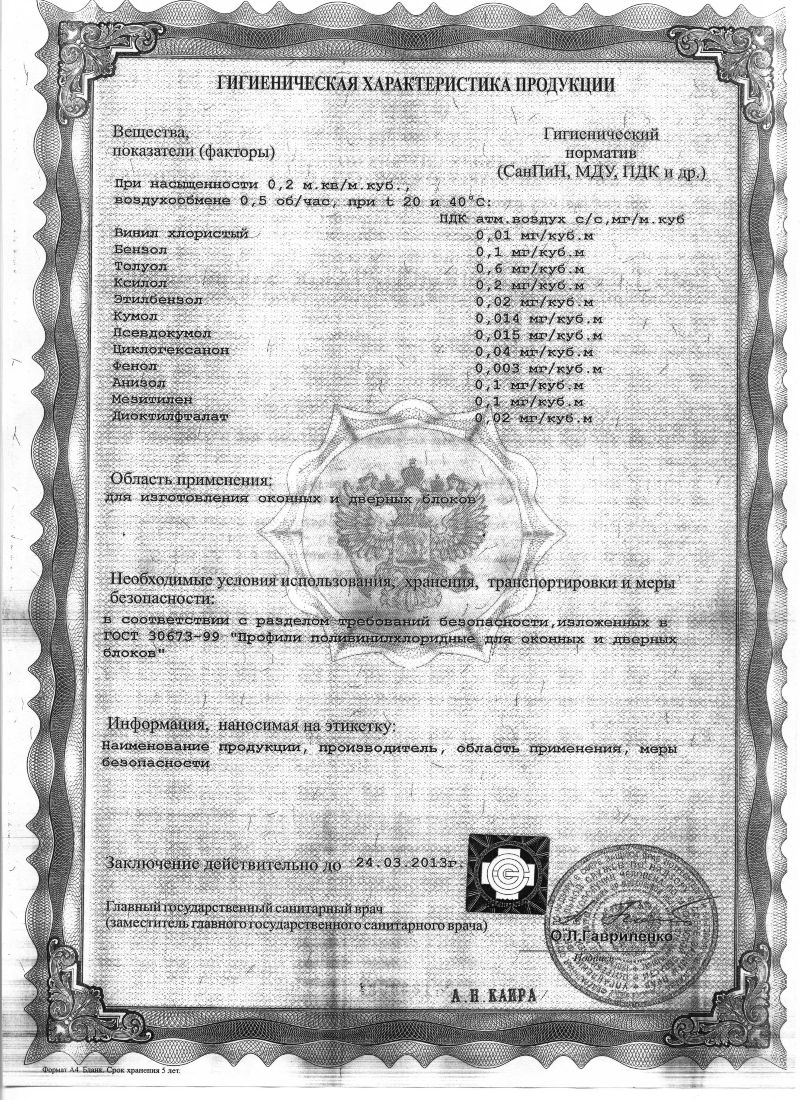 ГИГИЕНИЧЕСКАЯ ХАРАКТЕРИСТИКА ПРОДУКЦИИ
Вещества,
показатели (факторы)
Гигиенический
норматив
(СанПиН, МДУ, ПДК и др.)
При насыщенности 0,2 м.кв/м.куб.,
воздухообмене 0,5 об/час, при t 20 и 40°С:
ПДК атм.воздух с/с,мг/м.куб
Винил хлористый 0,01 мг/куб.м
Бензол 0,1 мг/куб.м
Толуол 0,6 мг/куб.м
Ксилол 0,2 мг/куб.м
Этилбензол 0,02 мг/куб.м
Кумол 0,014 мг/куб.м
Псевдокумол 0,015 мг/куб.м
Циклогексанон 0,04 мг/куб.м
Фенол 0,003 мг/куб.м
Анизол 0,1 мг/куб.м
Мезитилен 0,1 мг/куб.м
Диоктилфталат 0,02 мг/куб.м
Область применения:
для изготовления оконных и дверных блоков
Необходимые условия использования, хранения, транспортировки и меры
безопасности:
в соответствии с разделом требований безопасности,изложенных в
ГОСТ 30673-99 "Профили поливинилхлоридные для оконных и дверных
блоков"
Информация, наносимая на этикетку:
Наименование продукции, производитель, область применения, меры
безопасности
Заключение действительно до 24.03.2013г.
Главный государственный санитарный врач
(заместитель главного государственного санитарного врача)
О.Л.Гавриленко
Подпись
А.Н.КАИРА
Формат А4. Бланк. Срок хранения 5 лет.